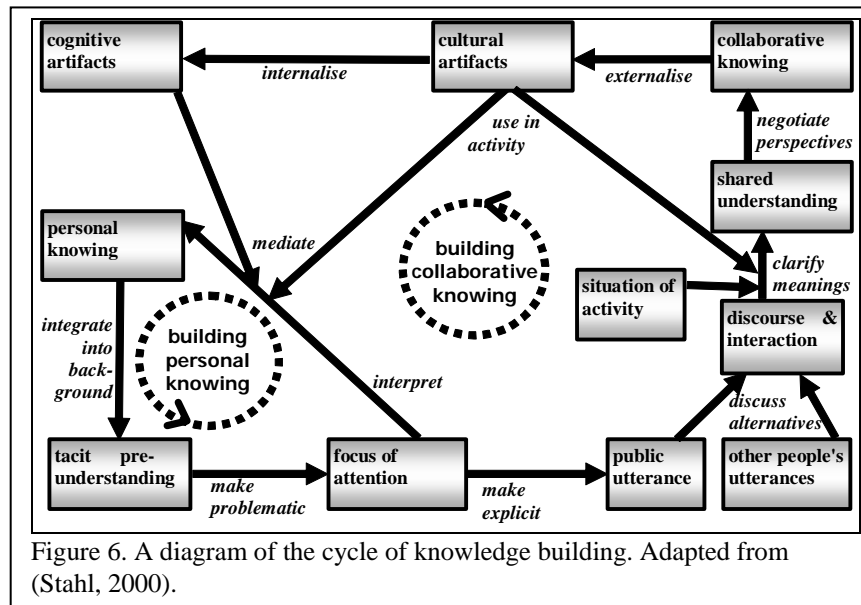 cognitive
artifacts
internalise
cultural
artifacts
externalise
collaborative
knowing
use in
activity
negotiate
perspectives
shared
understanding
personal
knowing
mediate
building
collaborative
knowing
situation of
activity
clarify
meanings
discourse &
interaction
integrate
into
back-
ground
building
personal
knowing
interpret
discuss
alternatives
tacit pre-
understanding
make
problematic
focus of
attention
make
explicit
public
utterance
other people's
utterances
Figure 6. A diagram of the cycle of knowledge building. Adapted from
(Stahl, 2000).